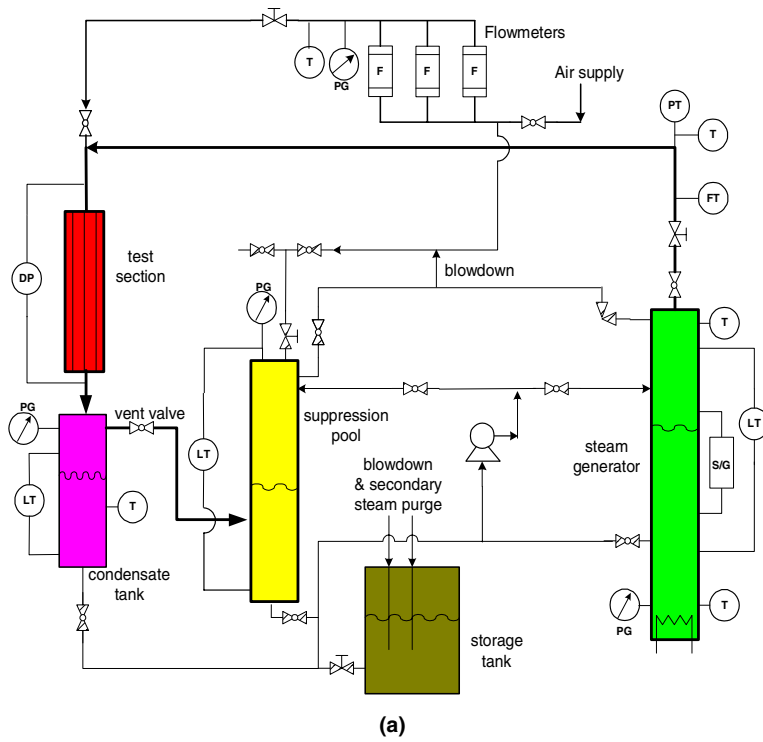 Flowmeters
T
PG
F
F
F
Air supply
PT
T
FT
DP
test
section
blowdown
PG
T
PG
vent valve
suppression
pool
LT
LT
T
steam
generator
S/G
LT
blowdown
& secondary
steam purge
condensate
tank
PG
T
storage
tank
(a)